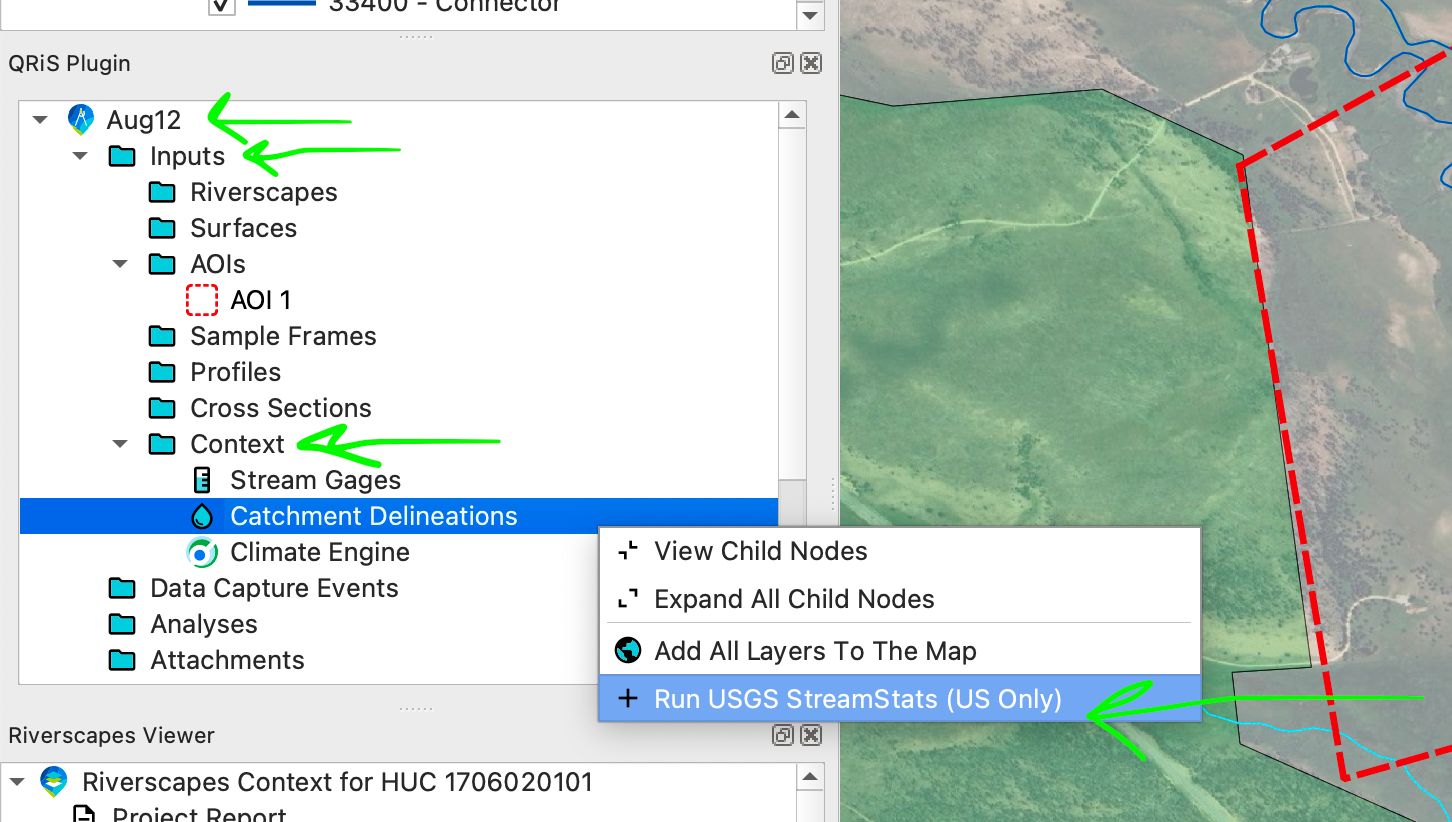 33400 - Connector
QRiS Plugin
Aug12
Inputs
Riverscapes
Surfaces
AOIs
AOI 1
Sample Frames
Profiles
Cross Sections
Context
Stream Gages
Catchment Delineations
Climate Engine
Data Capture Events
Analyses
Attachments
View Child Nodes
Expand All Child Nodes
Add All Layers To The Map
Run USGS StreamStats (US Only)
Riverscapes Viewer
Riverscapes Context for HUC 1706020101
Project Report